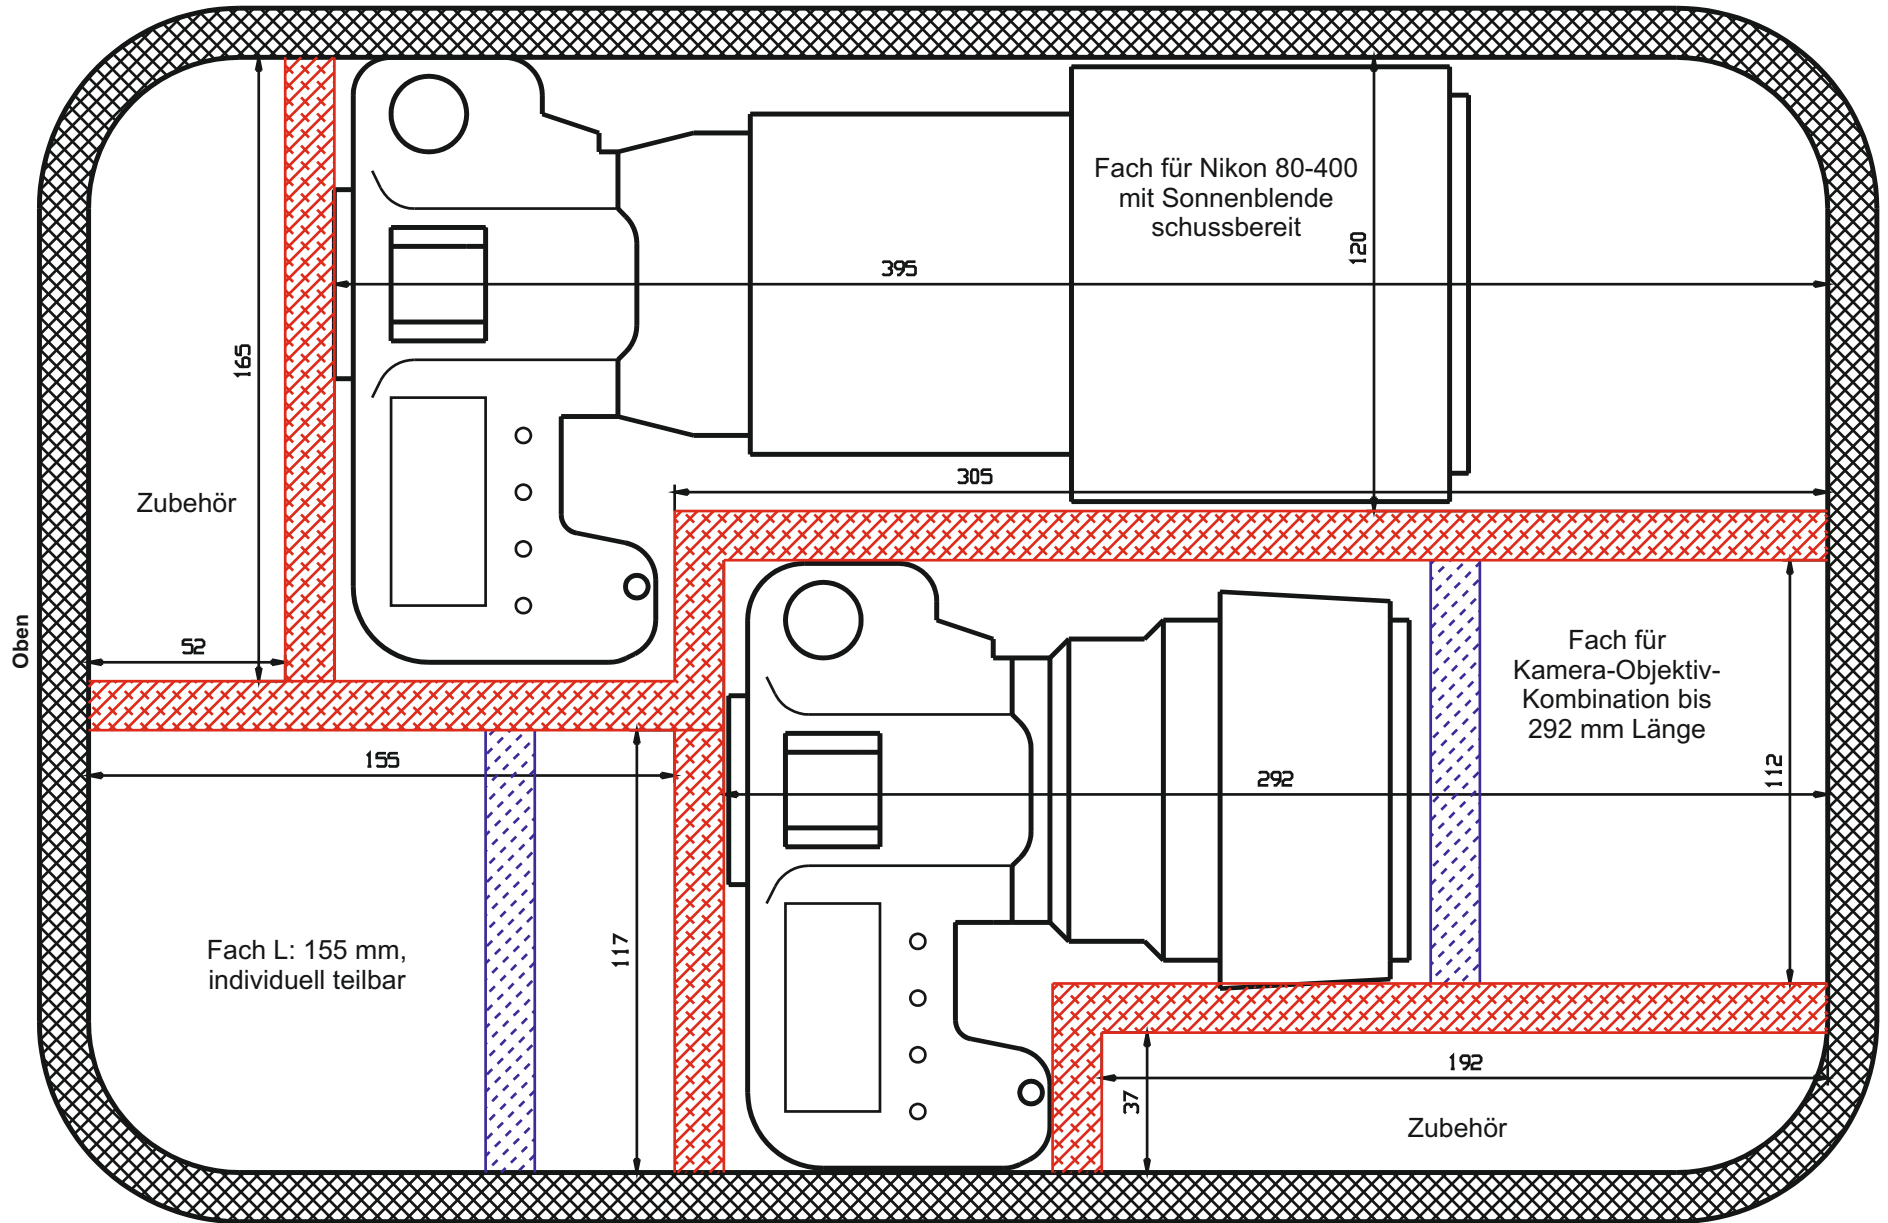 Fach für Nikon 80-400
mit Sonnenblende
schussbereit
120
395
165
305
Zubehör
Oben
52
Fach für
Kamera-Objektiv-
Kombination bis
292 mm Länge
155
292
112
Fach L: 155 mm,
individuell teilbar
117
192
37
Zubehör